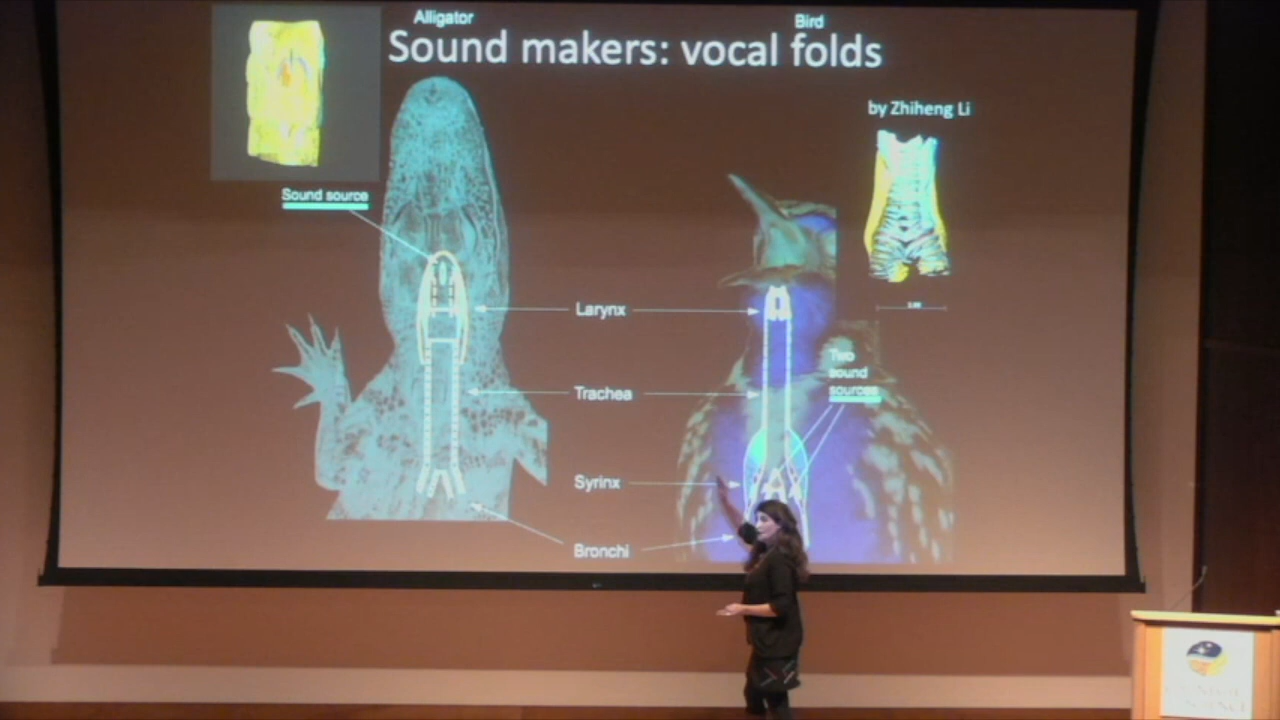 Alligator
Bird
Sound makers: vocal folds
by Zhiheng Li
Sound source
Larynx
Two
sound
sources
Trachea
Syrinx
Bronchi